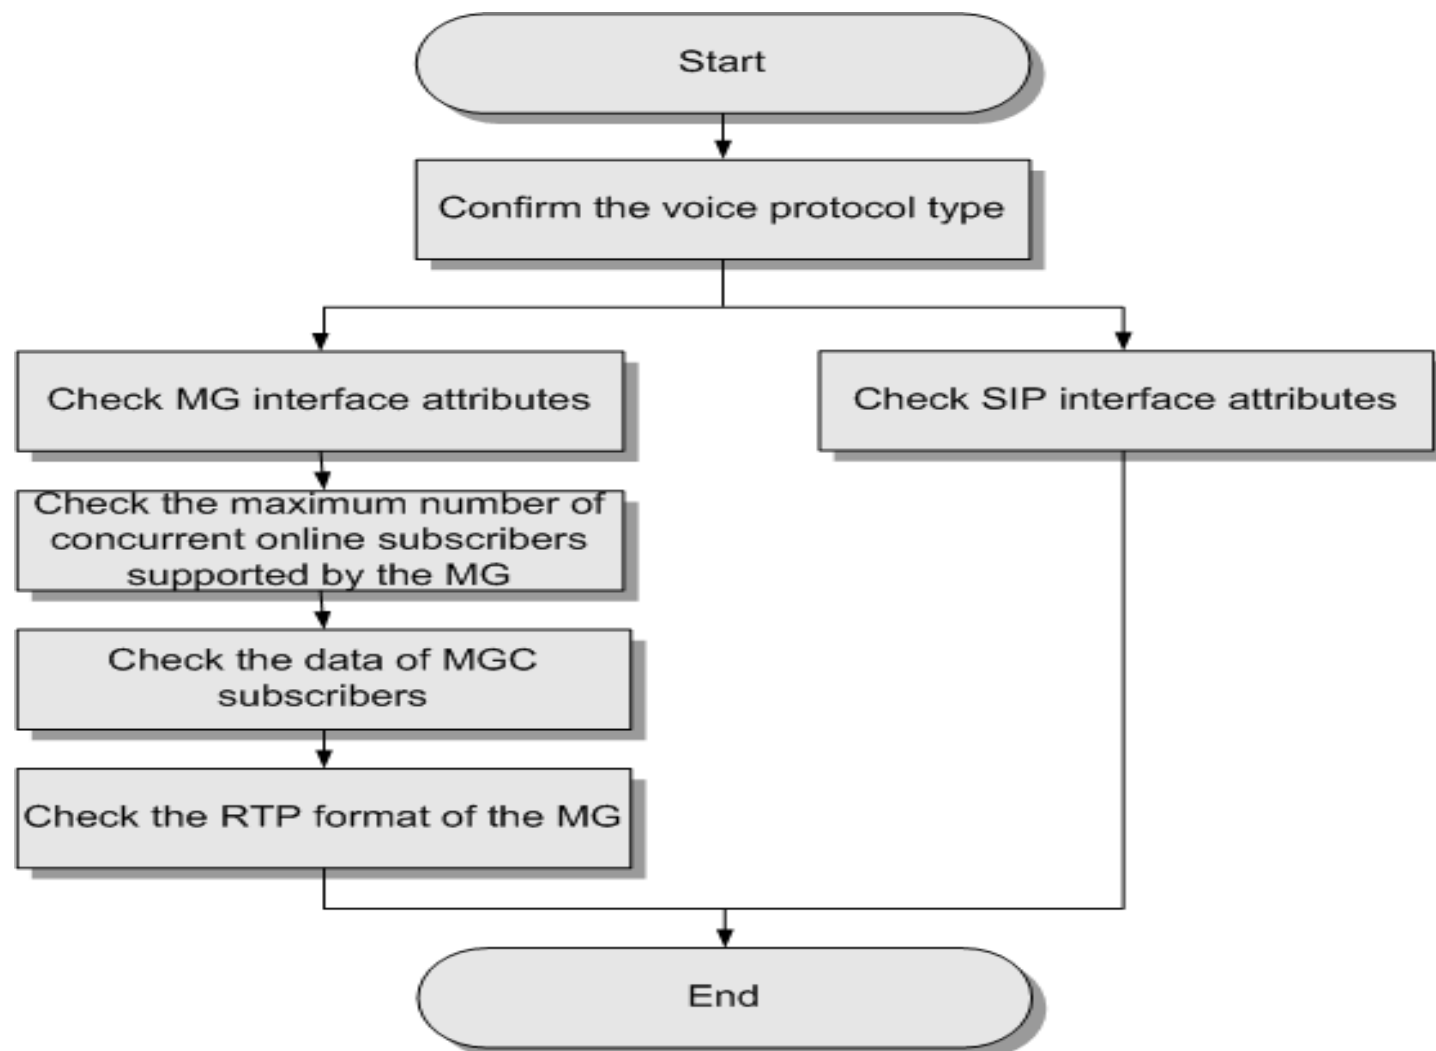 Start
Confirm the voice protocol type
Check MG interface attributes
Check SIP interface attributes
Check the maximum number of
concurrent online subscribers
supported by the MG
Check the data of MGC
subscribers
Check the RTP format of the MG
End